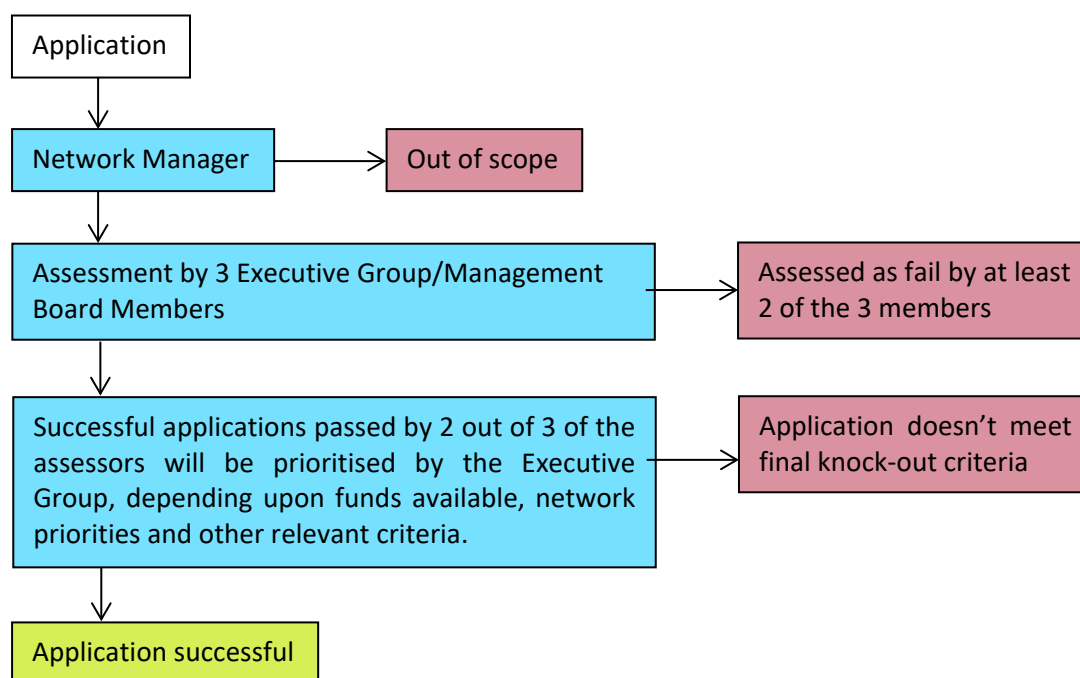 Application
Network Manager
Out of scope
Assessment by 3 Executive Group/Management
Board Members
Assessed as fail by at least
2 of the 3 members
Successful applications passed by 2 out of 3 of the
assessors will be prioritised by the Executive
Group, depending upon funds available, network
priorities and other relevant criteria.
Application doesn’t meet
final knock-out criteria
Application successful